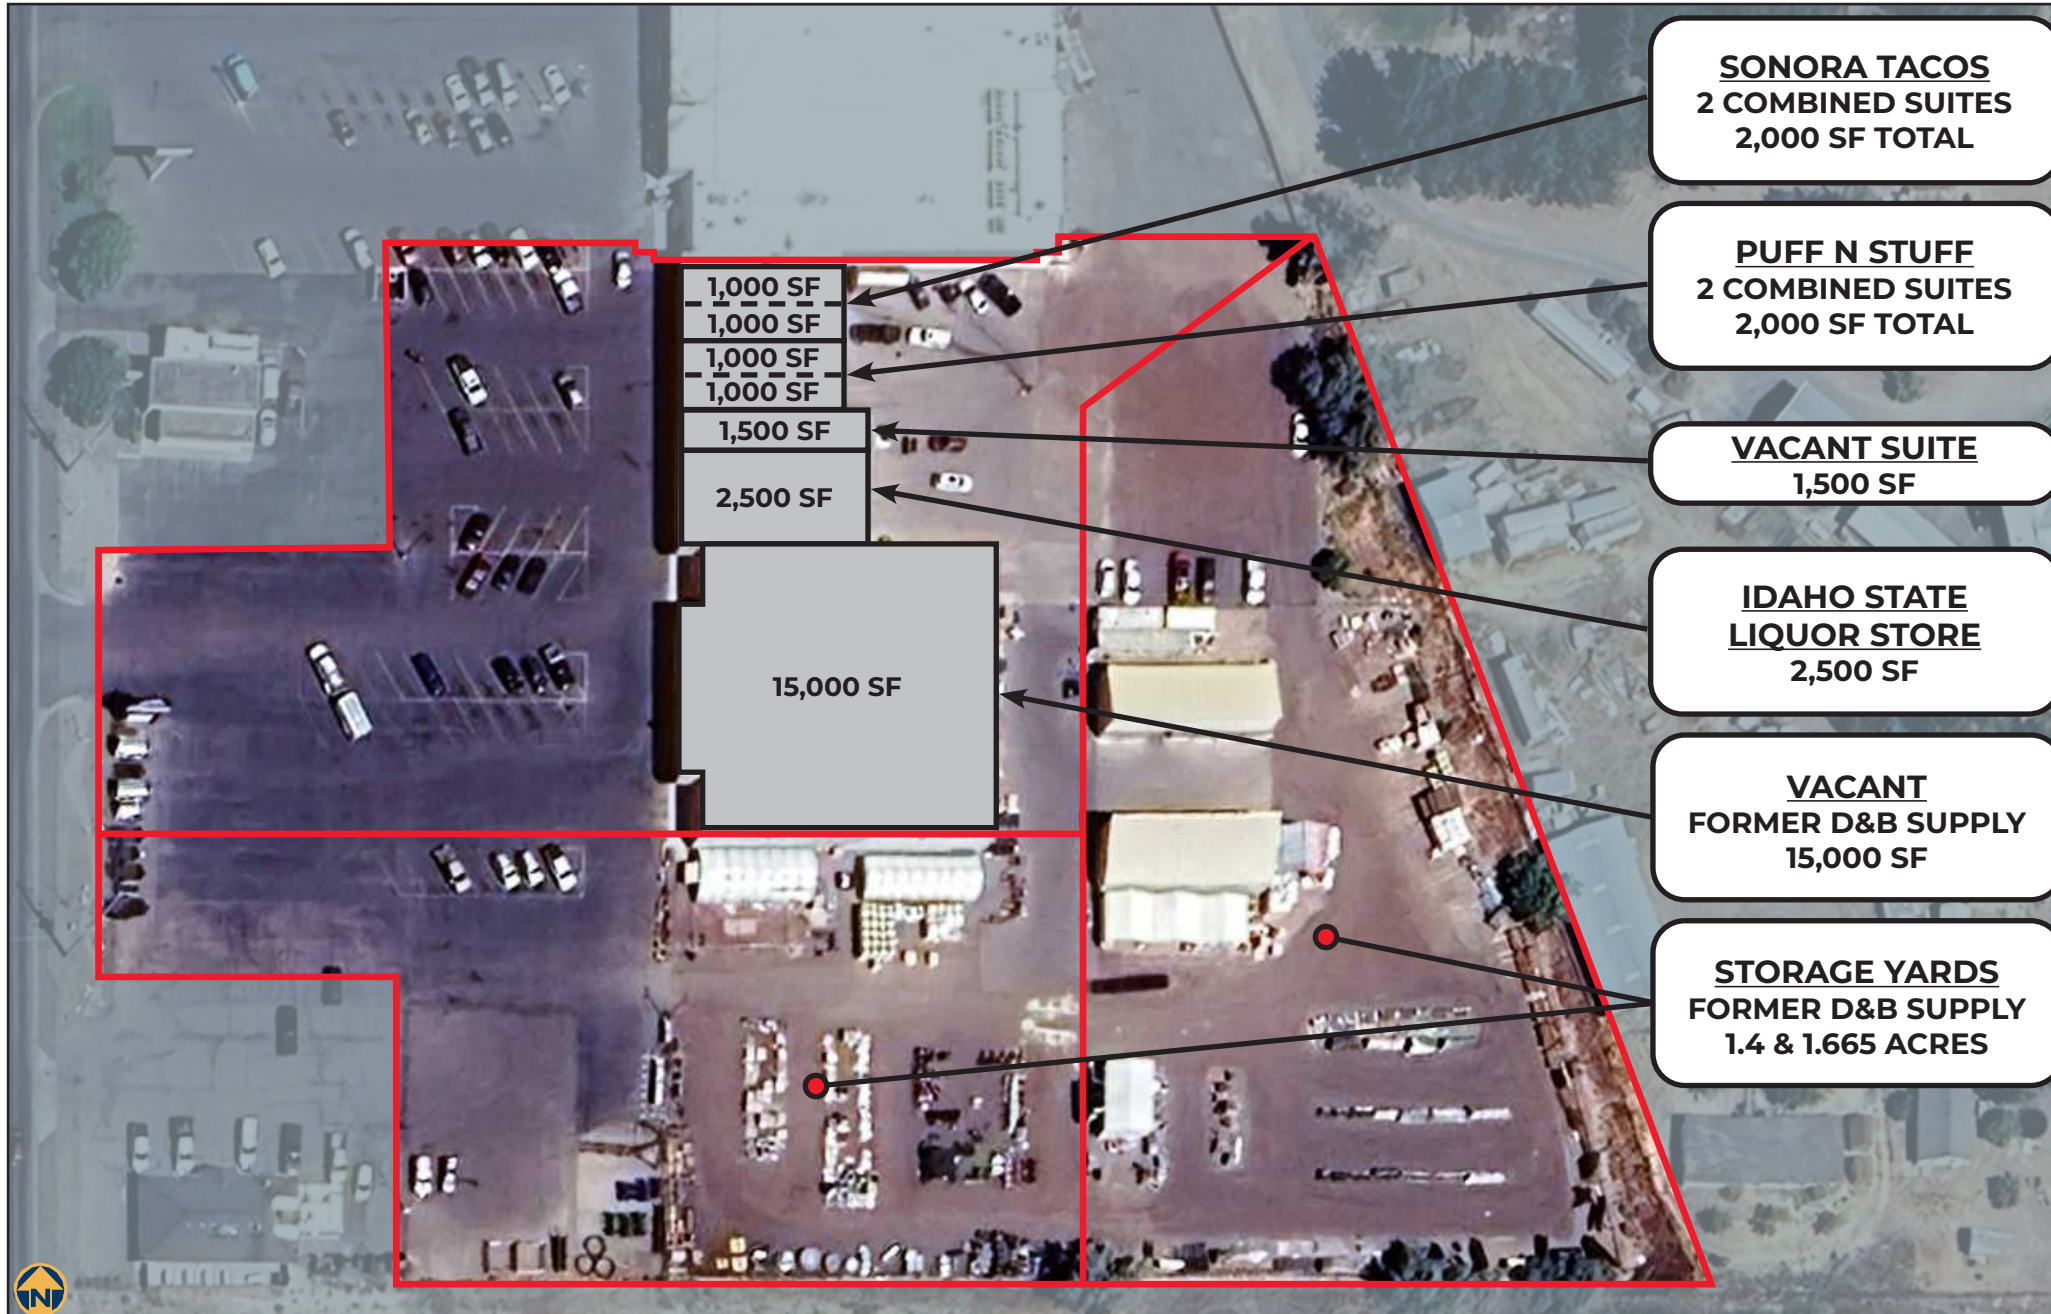 SONORA TACOS
2 COMBINED SUITES
2,000 SF TOTAL
PUFF N STUFF
2 COMBINED SUITES
2,000 SF TOTAL
VACANT SUITE
1,500 SF
IDAHO STATE
LIQUOR STORE
2,500 SF
VACANT
FORMER D&B SUPPLY
15,000 SF
STORAGE YARDS
FORMER D&B SUPPLY
1.4 & 1.665 ACRES
1,000 SF
1,000 SF
1,000 SF
1,000 SF
1,500 SF
2,500 SF
15,000 SF
N